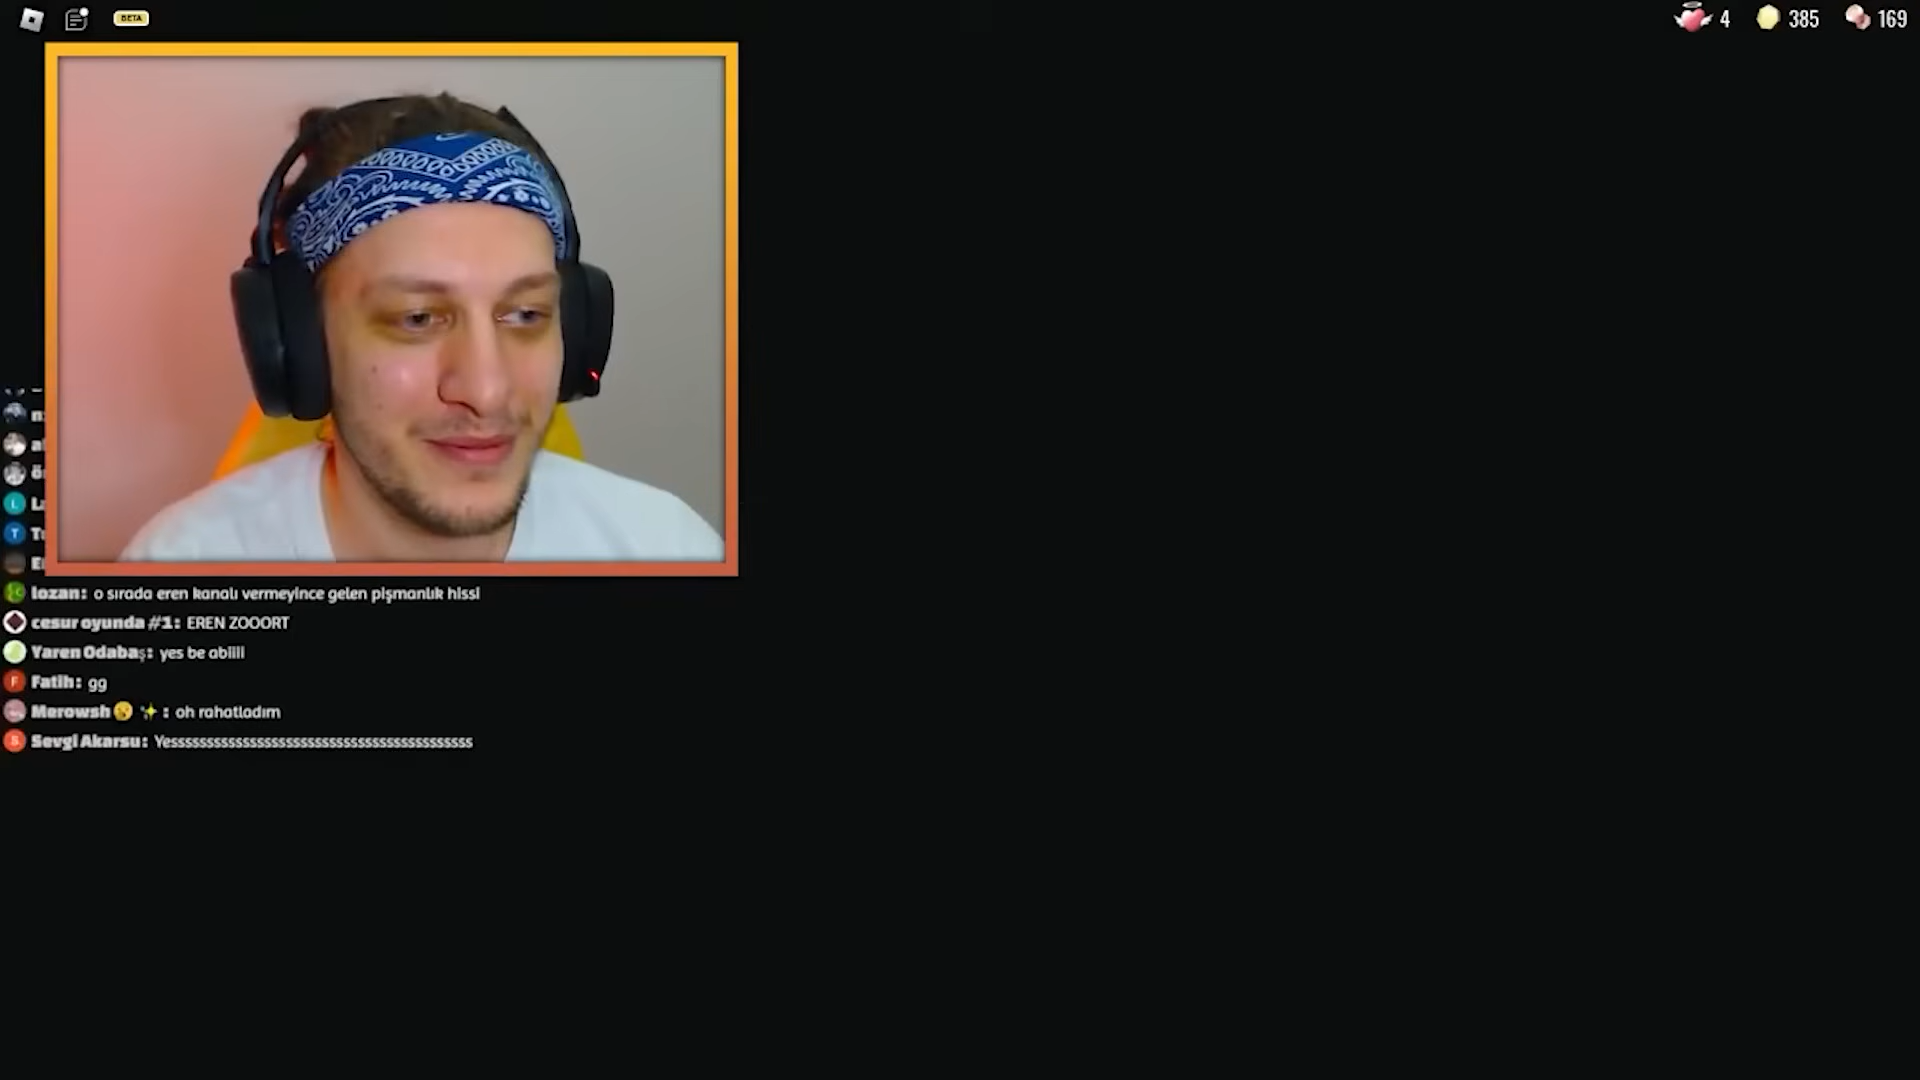 BETA
4
385
169
lozan: o sırada eren kanalı vermeyince gelen pişmanlık hissi
cesur oyunda #1: EREN ZOOORT
Yaren Odabaş: yes be abiiii
F Fatih: gg
Merowsh😗✨: oh rahatladım
S Sevgi Akarsu: Yesssssssssssssssssssssssssssssssssssssssssss
L
T